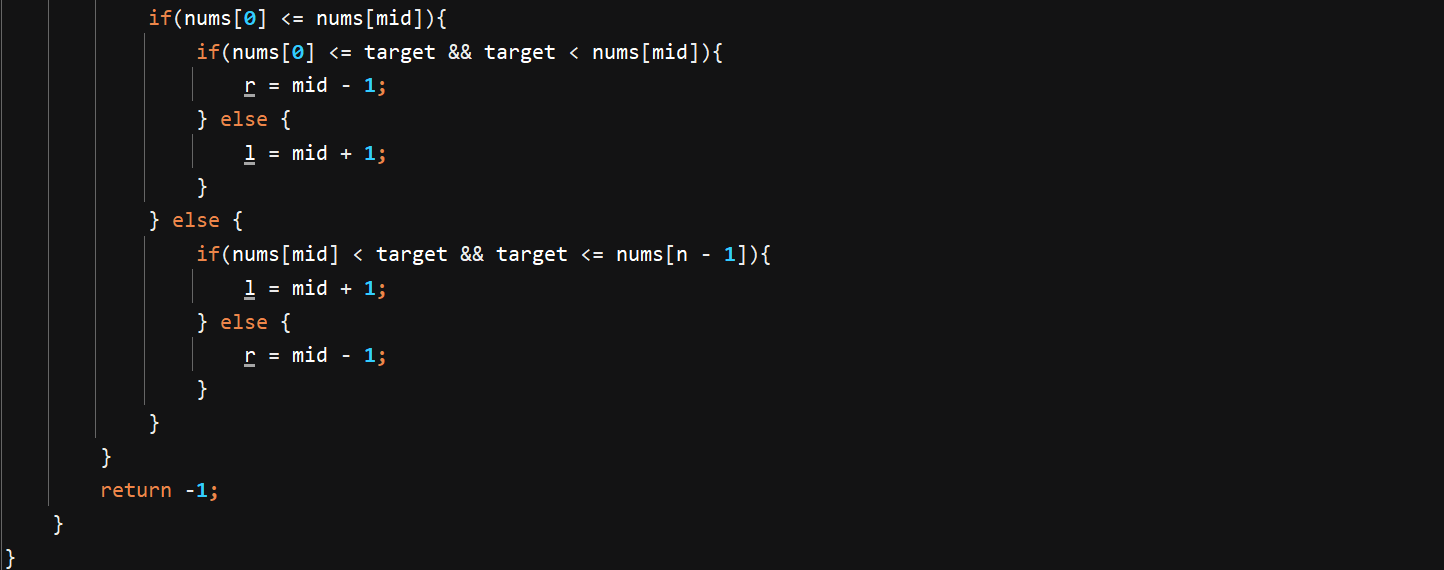 if(nums[0] <= nums[mid]){
if(nums[0] <= target && target < nums[mid]){
r = mid - 1;
} else {
l = mid + 1;
}
} else {
if(nums[mid] < target && target <= nums[n - 1]){
l = mid + 1;
} else {
r = mid - 1;
}
}
}
return -1;
}
}